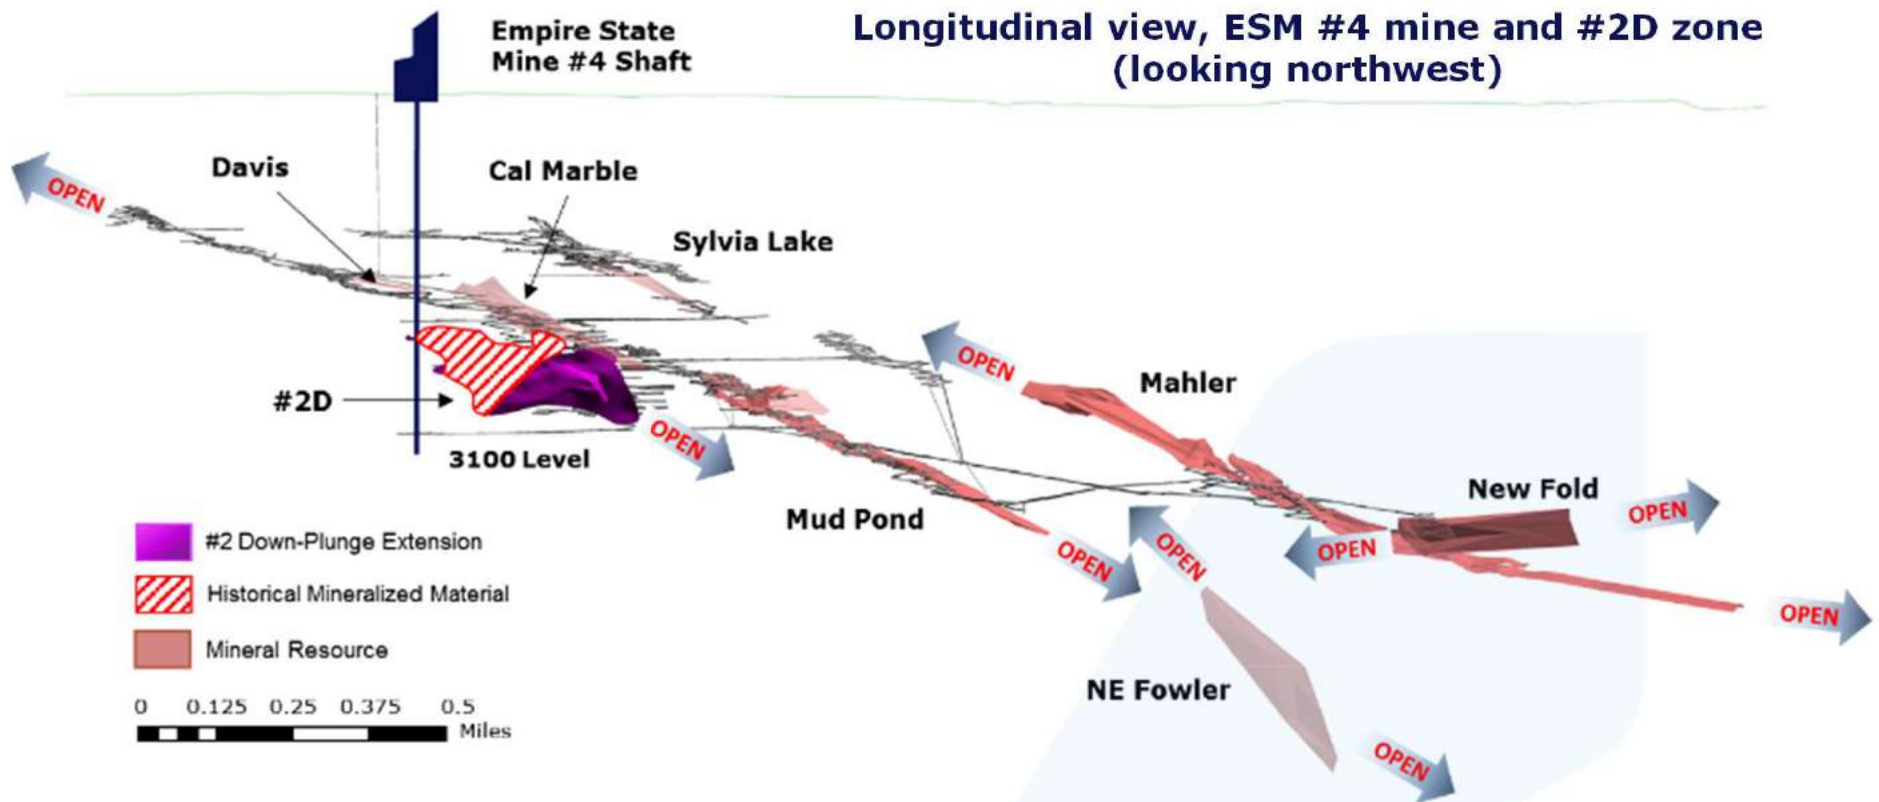 Empire State
Mine #4 Shaft
Longitudinal view, ESM #4 mine and #2D zone
(looking northwest)
OPEN
Davis
Cal Marble
Sylvia Lake
OPEN
Mahler
#2D
OPEN
3100 Level
Mud Pond
New Fold
OPEN
OPEN
OPEN
OPEN
OPEN
NE Fowler
OPEN
#2 Down-Plunge Extension
Historical Mineralized Material
Mineral Resource
0 0.125 0.25 0.375 0.5
Miles